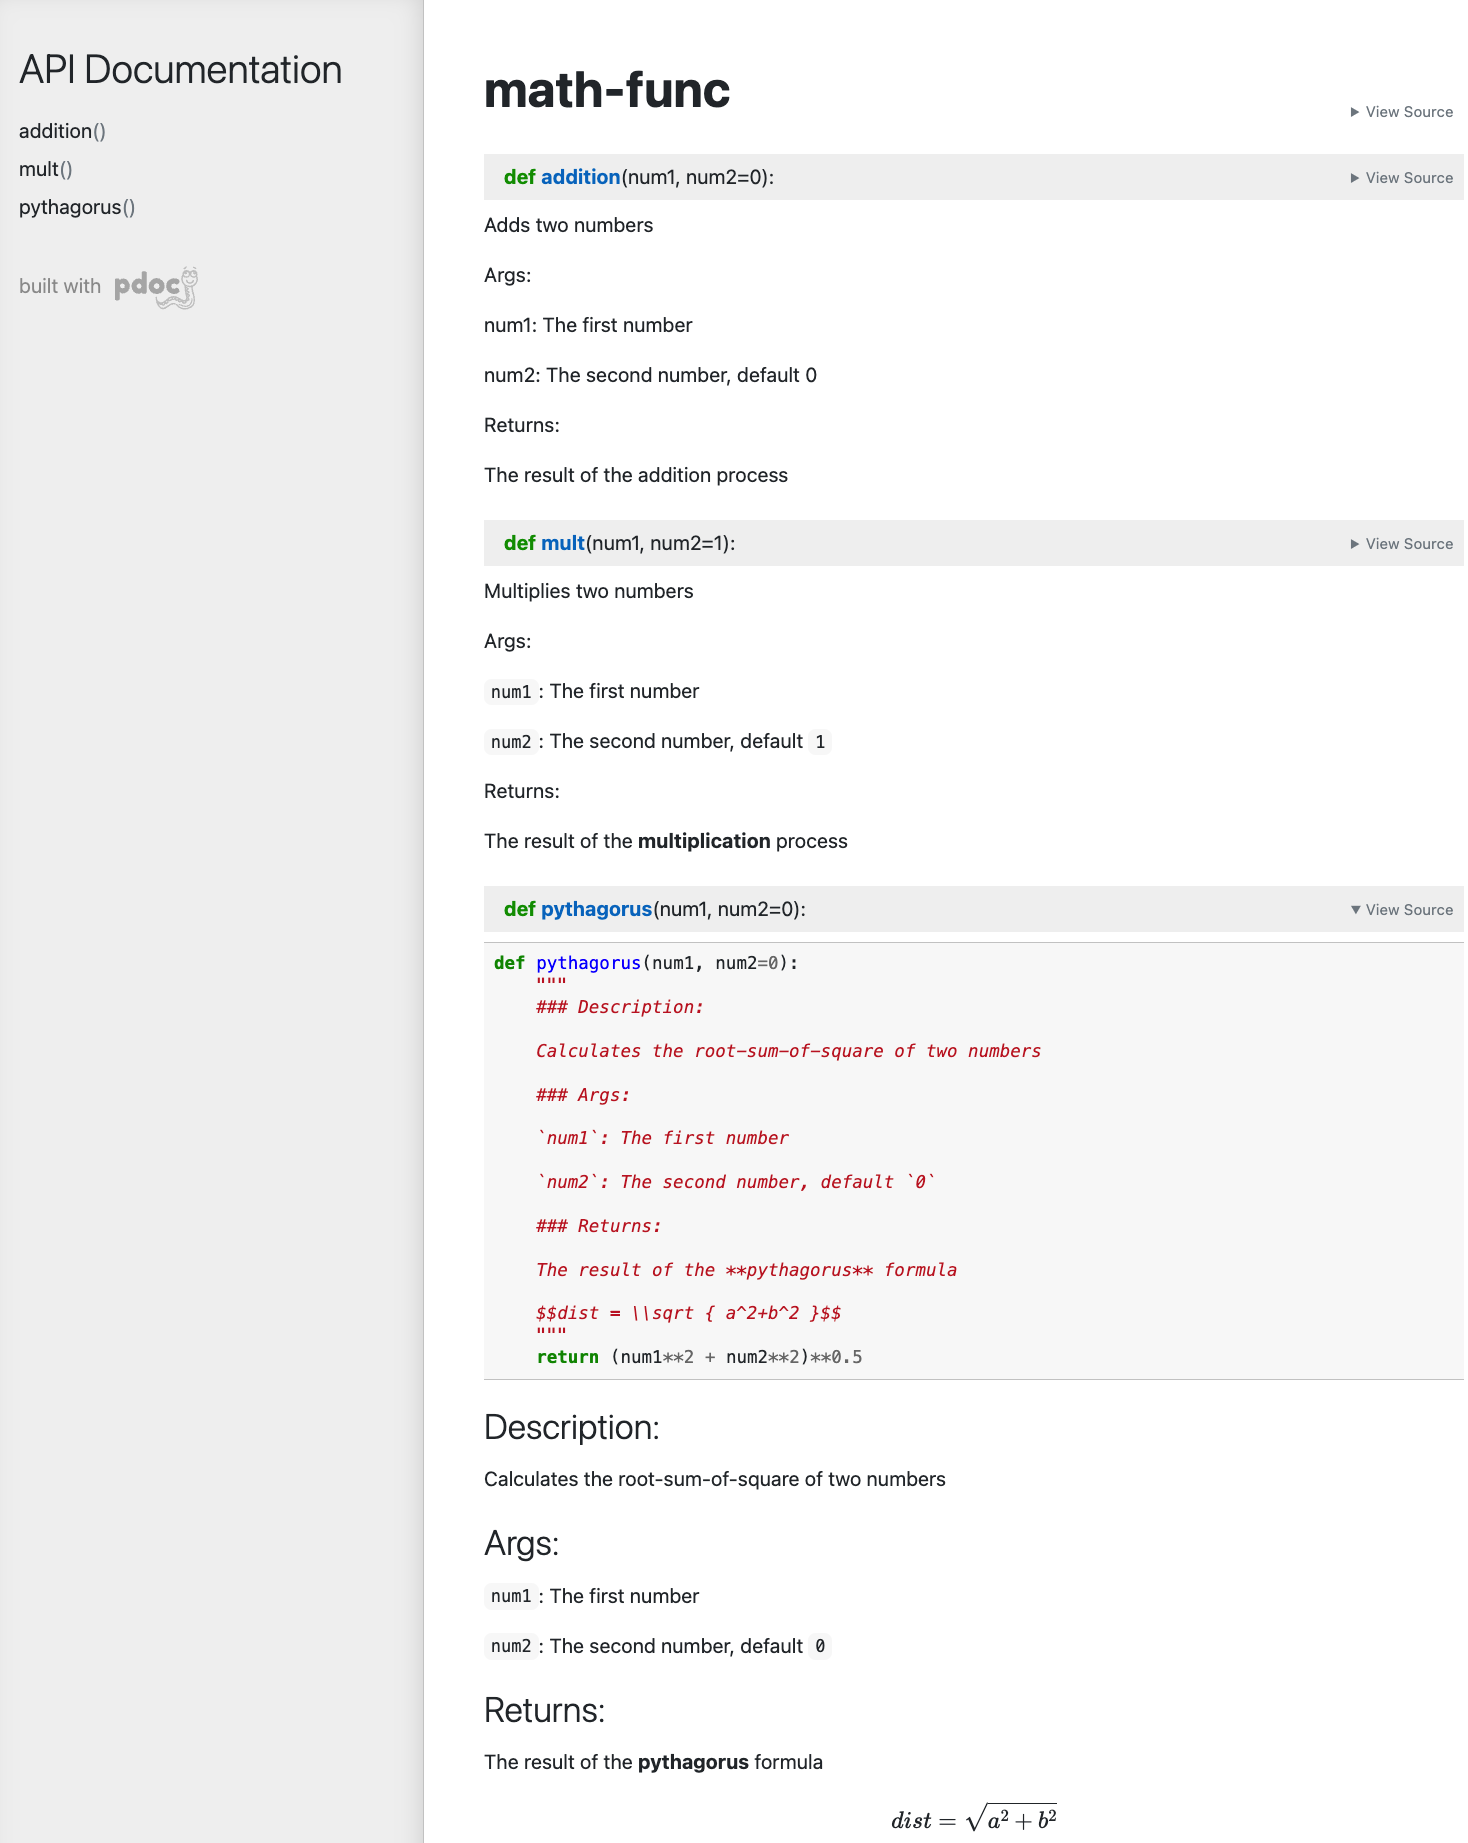 API Documentation
addition()
mult()
pythagorus()
built with pdoc
math-func
View Source
def addition(num1, num2=0):
View Source
Adds two numbers
Args:
num1: The first number
num2: The second number, default 0
Returns:
The result of the addition process
def mult(num1, num2=1):
View Source
Multiplies two numbers
Args:
num1: The first number
num2: The second number, default 1
Returns:
The result of the multiplication process
def pythagorus(num1, num2=0):
View Source
def pythagorus(num1, num2=0):
"""
### Description:
Calculates the root-sum-of-square of two numbers
### Args:
`num1`: The first number
`num2`: The second number, default `0`
### Returns:
The result of the **pythagorus** formula
$$dist = \\sqrt { a^2+b^2 }$$
"""
return (num1**2 + num2**2)**0.5
Description:
Calculates the root-sum-of-square of two numbers
Args:
num1: The first number
num2: The second number, default 0
Returns:
The result of the pythagorus formula
dist = √a² + b²